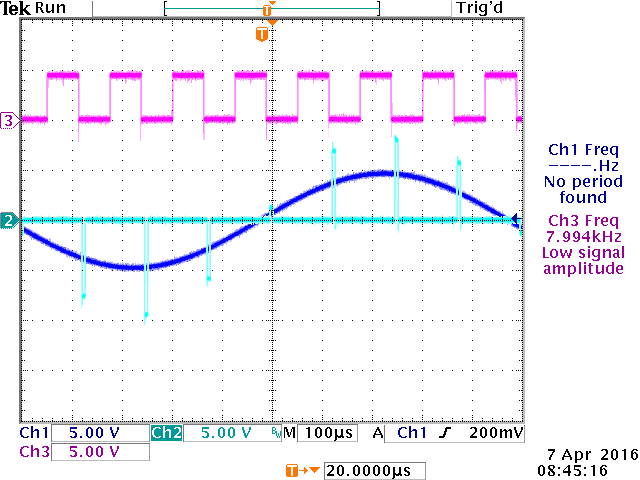 Tek Run Trig'd
T
T
3
2
Ch1 Freq
----.Hz
No period
found
Ch3 Freq
7.994kHz
Low signal
amplitude
Ch1 5.00 V Ch2 5.00 V BW M 100µs A Ch1 200mV
Ch3 5.00 V
T 20.0000µs
7 Apr 2016
08:45:16